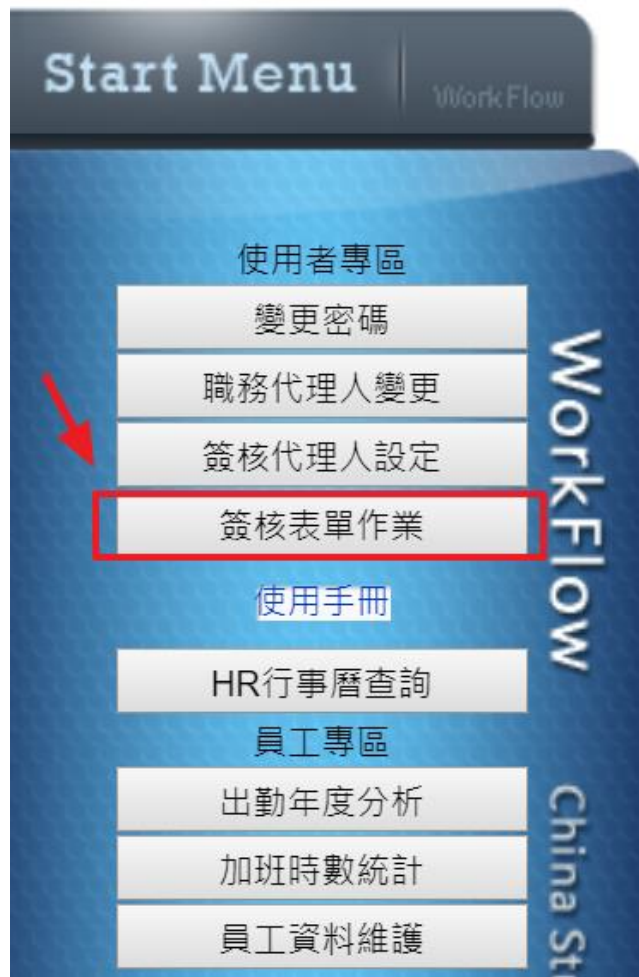 Start Menu
WorkFlow
使用者專區
變更密碼
職務代理人變更
簽核代理人設定
簽核表單作業
使用手冊
HR行事曆查詢
員工專區
出勤年度分析
加班時數統計
員工資料維護
WorkFlow
China St